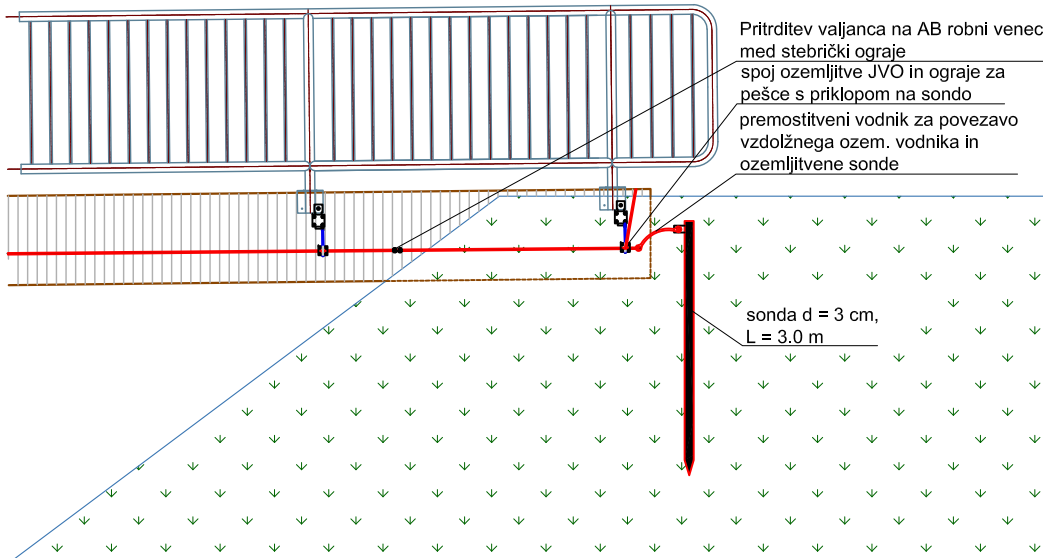 Pritrditev valjanca na AB robni venec
med stebrički ograje
spoj ozemljitve JVO in ograje za
pešce s priklopom na sondo
premostitveni vodnik za povezavo
vzdolžnega ozem. vodnika in
ozemljitvene sonde
sonda d = 3 cm,
L = 3.0 m